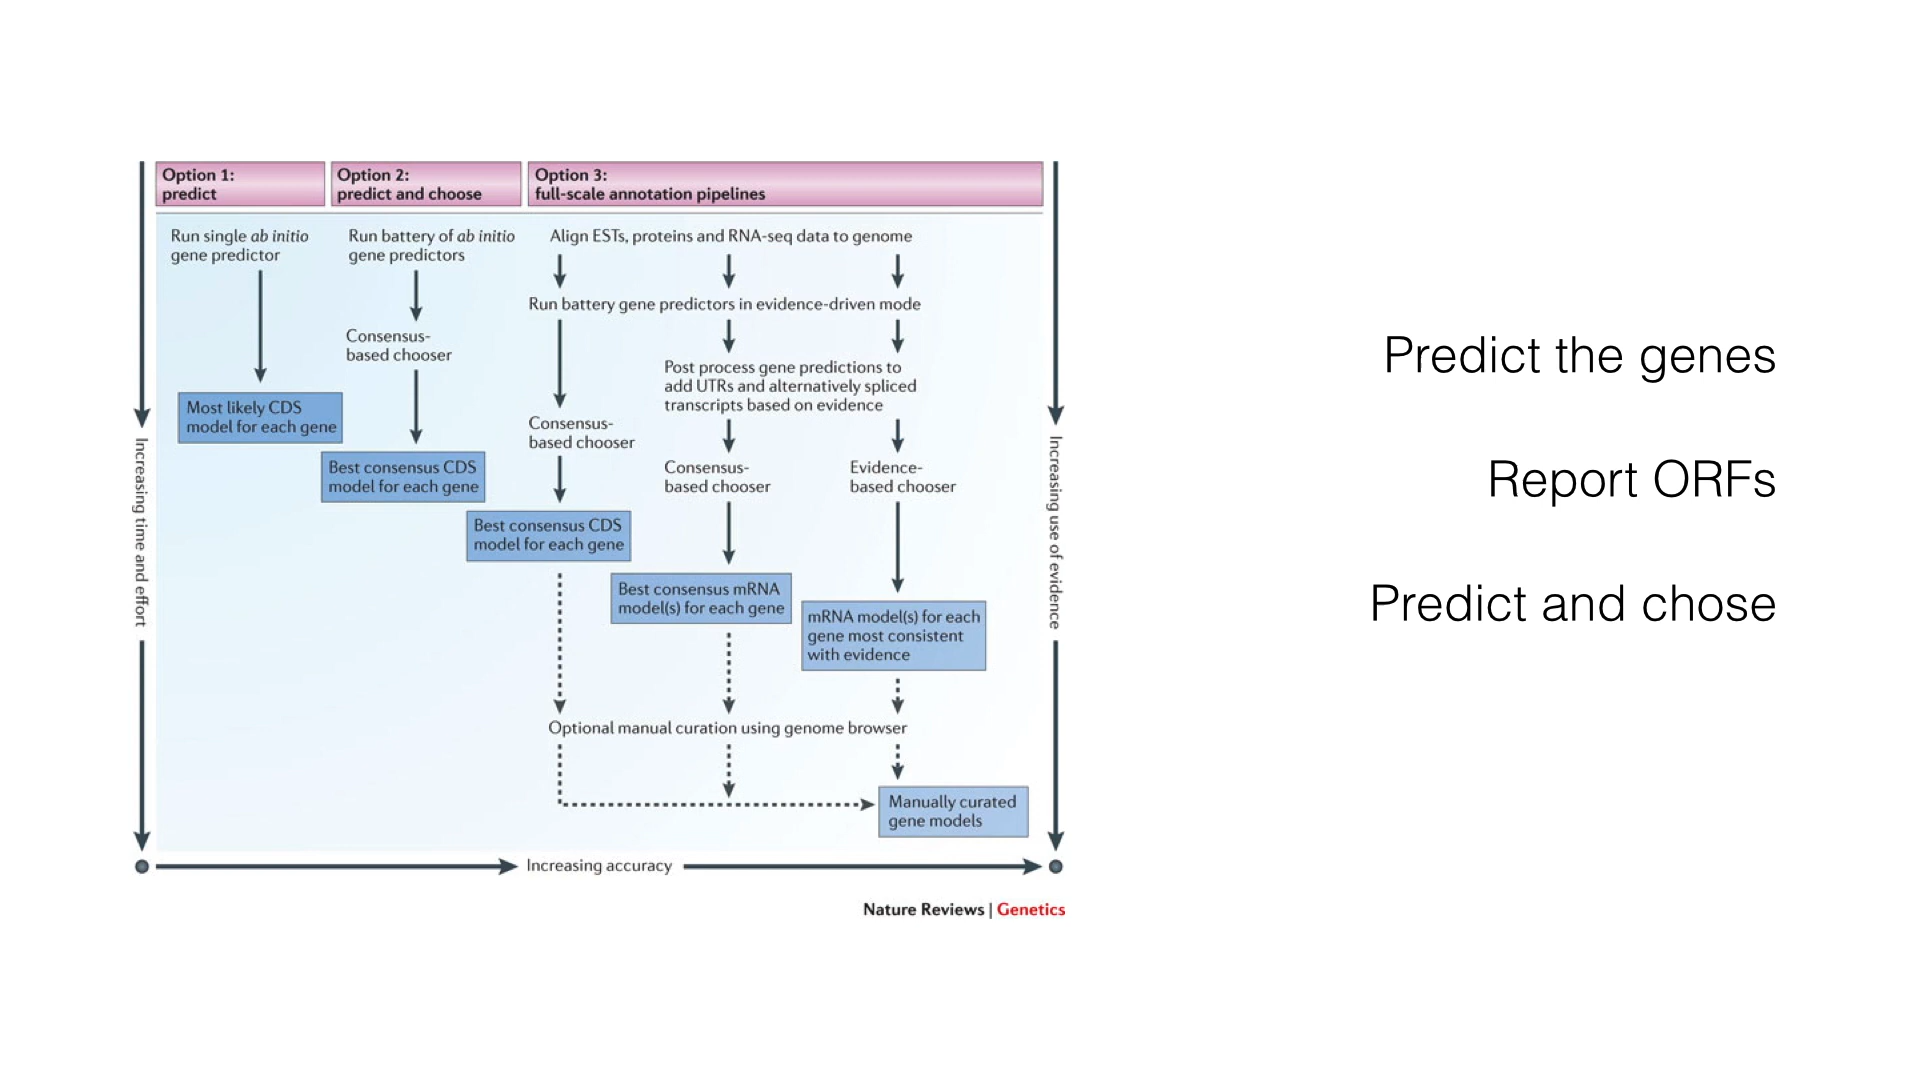 Option 1:
predict
Option 2:
predict and choose
Option 3:
full-scale annotation pipelines
Run single ab initio
gene predictor
Run battery of ab initio
gene predictors
Align ESTs, proteins and RNA-seq data to genome
Run battery gene predictors in evidence-driven mode
Consensus-
based chooser
Post process gene predictions to
add UTRs and alternatively spliced
transcripts based on evidence
Most likely CDS
model for each gene
Consensus-
based chooser
Best consensus CDS
model for each gene
Consensus-
based chooser
Evidence-
based chooser
Best consensus CDS
model for each gene
Best consensus mRNA
model(s) for each gene
mRNA model(s) for each
gene most consistent
with evidence
Optional manual curation using genome browser
Manually curated
gene models
Increasing time and effort
Increasing use of evidence
Increasing accuracy
Nature Reviews | Genetics
Predict the genes
Report ORFs
Predict and chose